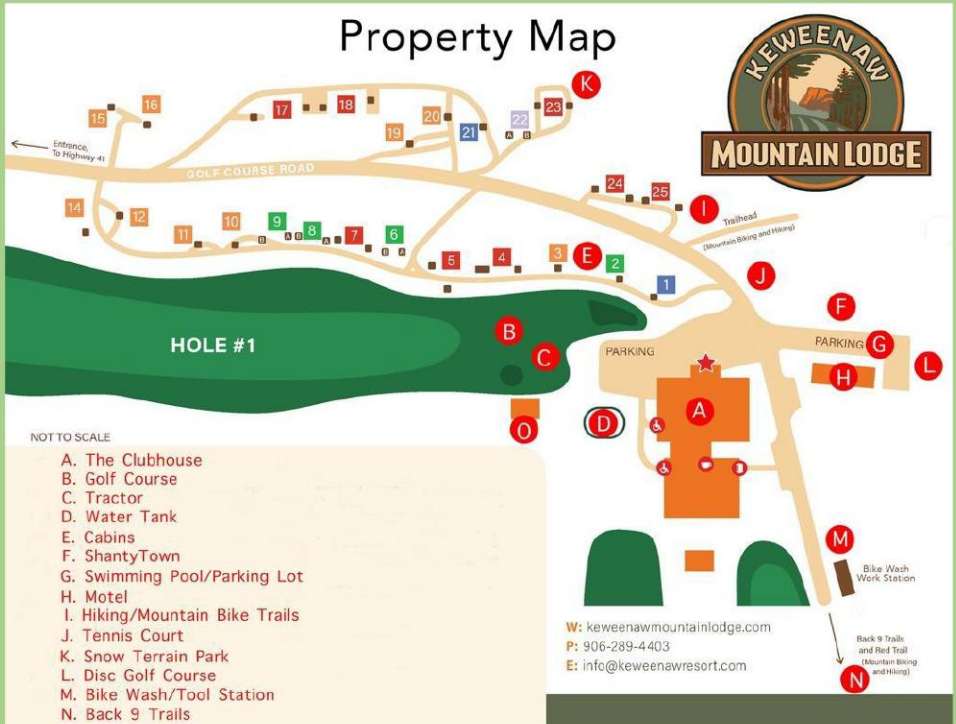 Property Map
KEWEENAW
MOUNTAIN LODGE
K
15
16
17
18
19
20
21
22
A B
23
Entrance,
To Highway 41
GOLF COURSE ROAD
14
12
11
10
9
B
A B
8
A
7
6
B A
5
4
3
E
2
1
24
25
I
Trailhead
(Mountain Biking and Hiking)
J
F
PARKING
G
H
L
HOLE #1
B
C
PARKING
O
D
A
NOT TO SCALE
A. The Clubhouse
B. Golf Course
C. Tractor
D. Water Tank
E. Cabins
F. ShantyTown
G. Swimming Pool/Parking Lot
H. Motel
I. Hiking/Mountain Bike Trails
J. Tennis Court
K. Snow Terrain Park
L. Disc Golf Course
M. Bike Wash/Tool Station
N. Back 9 Trails
M
Bike Wash
Work Station
W: keweenawmountainlodge.com
P: 906-289-4403
E: info@keweenawresort.com
Back 9 Trails
and Red Trail
(Mountain Biking
and Hiking)
N